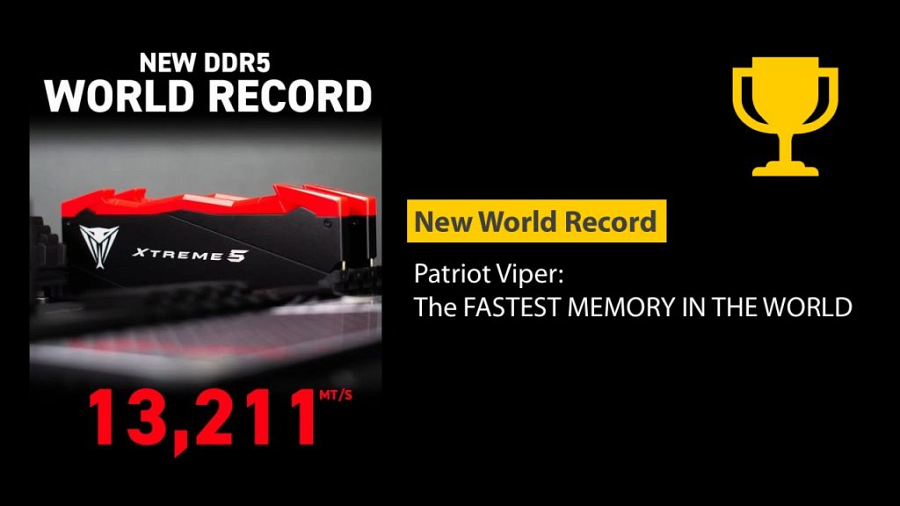 NEW DDR5
WORLD RECORD
XTREME 5
13,211 MT/S
New World Record
Patriot Viper:
The FASTEST MEMORY IN THE WORLD